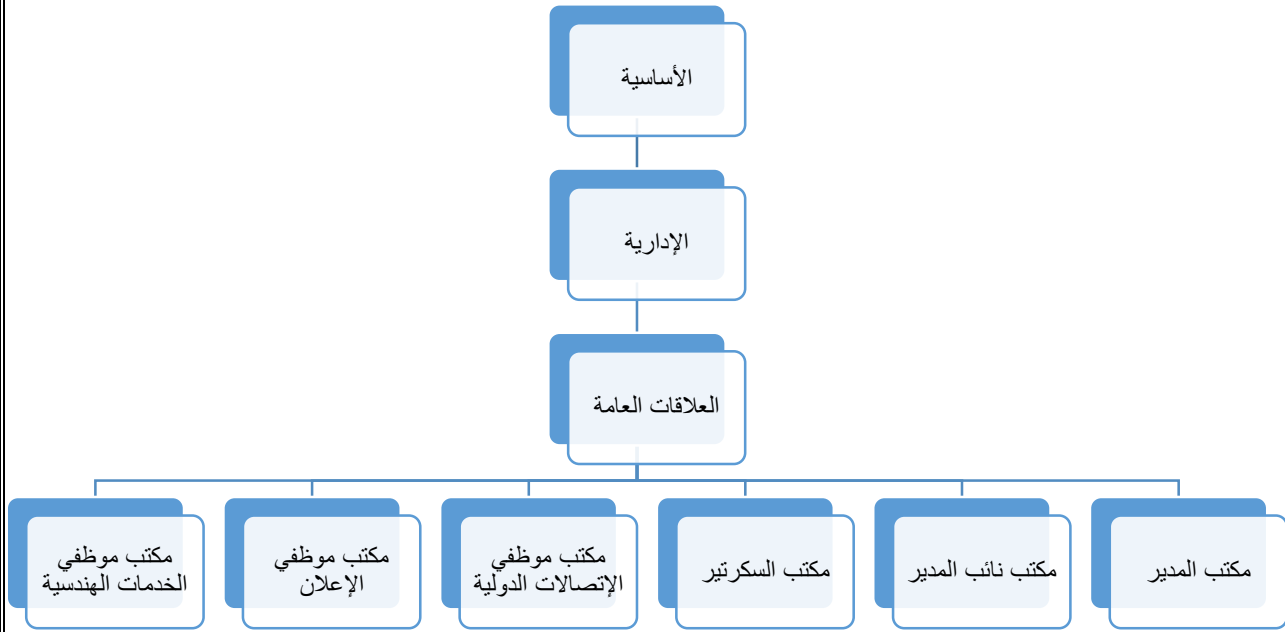 الأساسية
الإدارية
العلاقات العامة
مكتب المدير
مكتب نائب المدير
مكتب السكرتير
مكتب موظفي
الإتصالات الدولية
مكتب موظفي
الإعلان
مكتب موظفي
الخدمات الهندسية